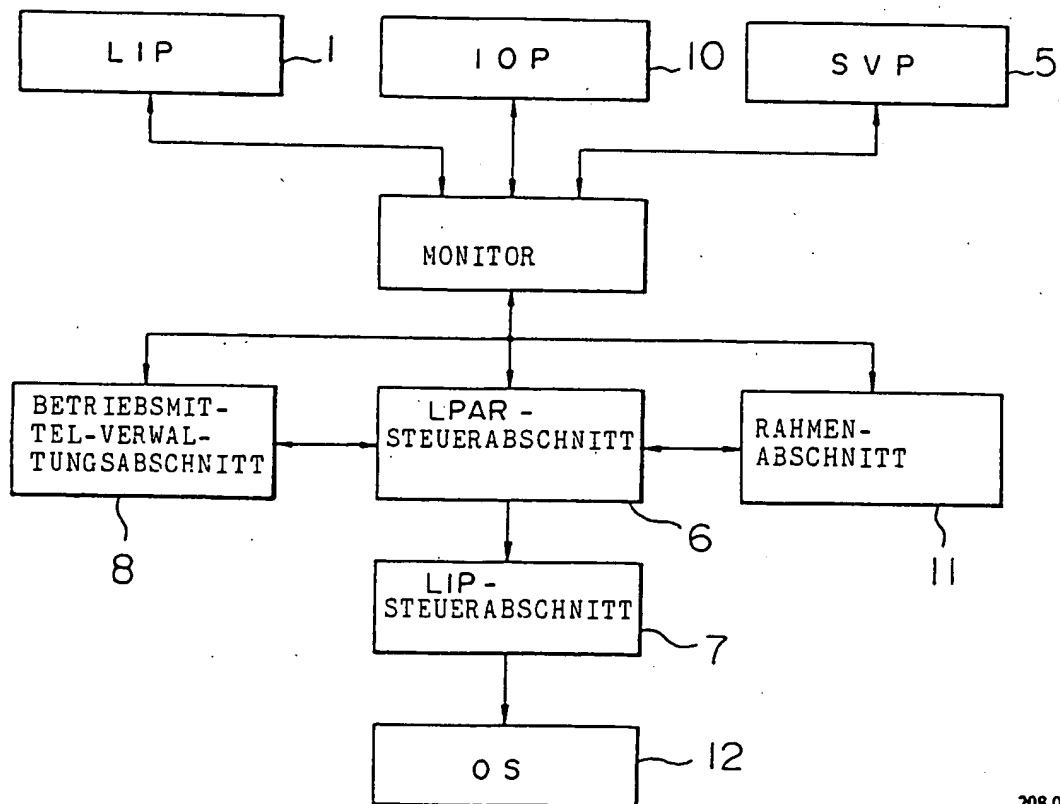 LIP
1
IOP
10
SVP
5
MONITOR
BETRIEBSMIT-
TEL-VERWAL-
TUNGSABSCHNITT
8
LPAR-
STEUERABSCHNITT
6
RAHMEN-
ABSCHNITT
11
LIP-
STEUERABSCHNITT
7
OS
12